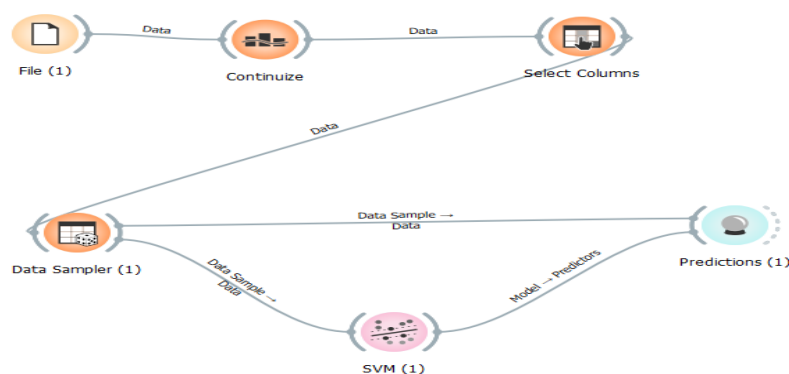 Data
Data
File (1)
Continuize
Select Columns
Data
Data Sample →
Data
Data Sampler (1)
Data Sample →
Data
Model → Predictors
Predictions (1)
SVM (1)